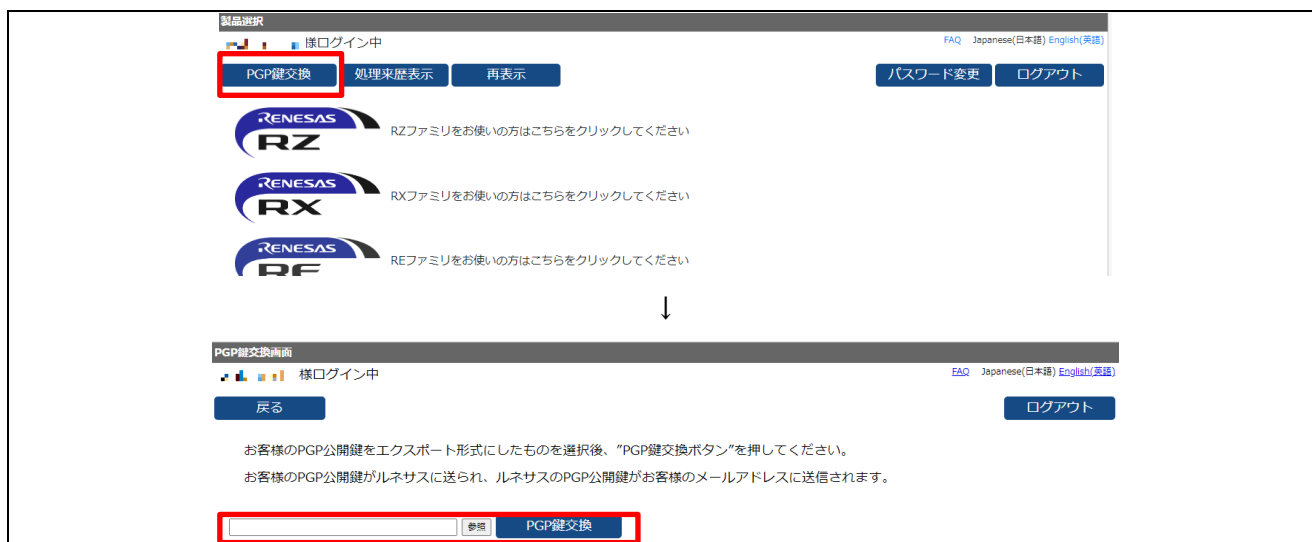 製品選択
様ログイン中
FAQ Japanese(日本語) English(英語)
PGP鍵交換 処理来歴表示 再表示 パスワード変更 ログアウト
RENESAS
RZ
RZファミリをお使いの方はこちらをクリックしてください
RENESAS
RX
RXファミリをお使いの方はこちらをクリックしてください
RENESAS
RE
REファミリをお使いの方はこちらをクリックしてください
↓
PGP鍵交換画面
様ログイン中
FAQ Japanese(日本語) English(英語)
戻る ログアウト
お客様のPGP公開鍵をエクスポート形式にしたものを選択後、”PGP鍵交換ボタン”を押してください。
お客様のPGP公開鍵がルネサスに送られ、ルネサスのPGP公開鍵がお客様のメールアドレスに送信されます。
参照 PGP鍵交換